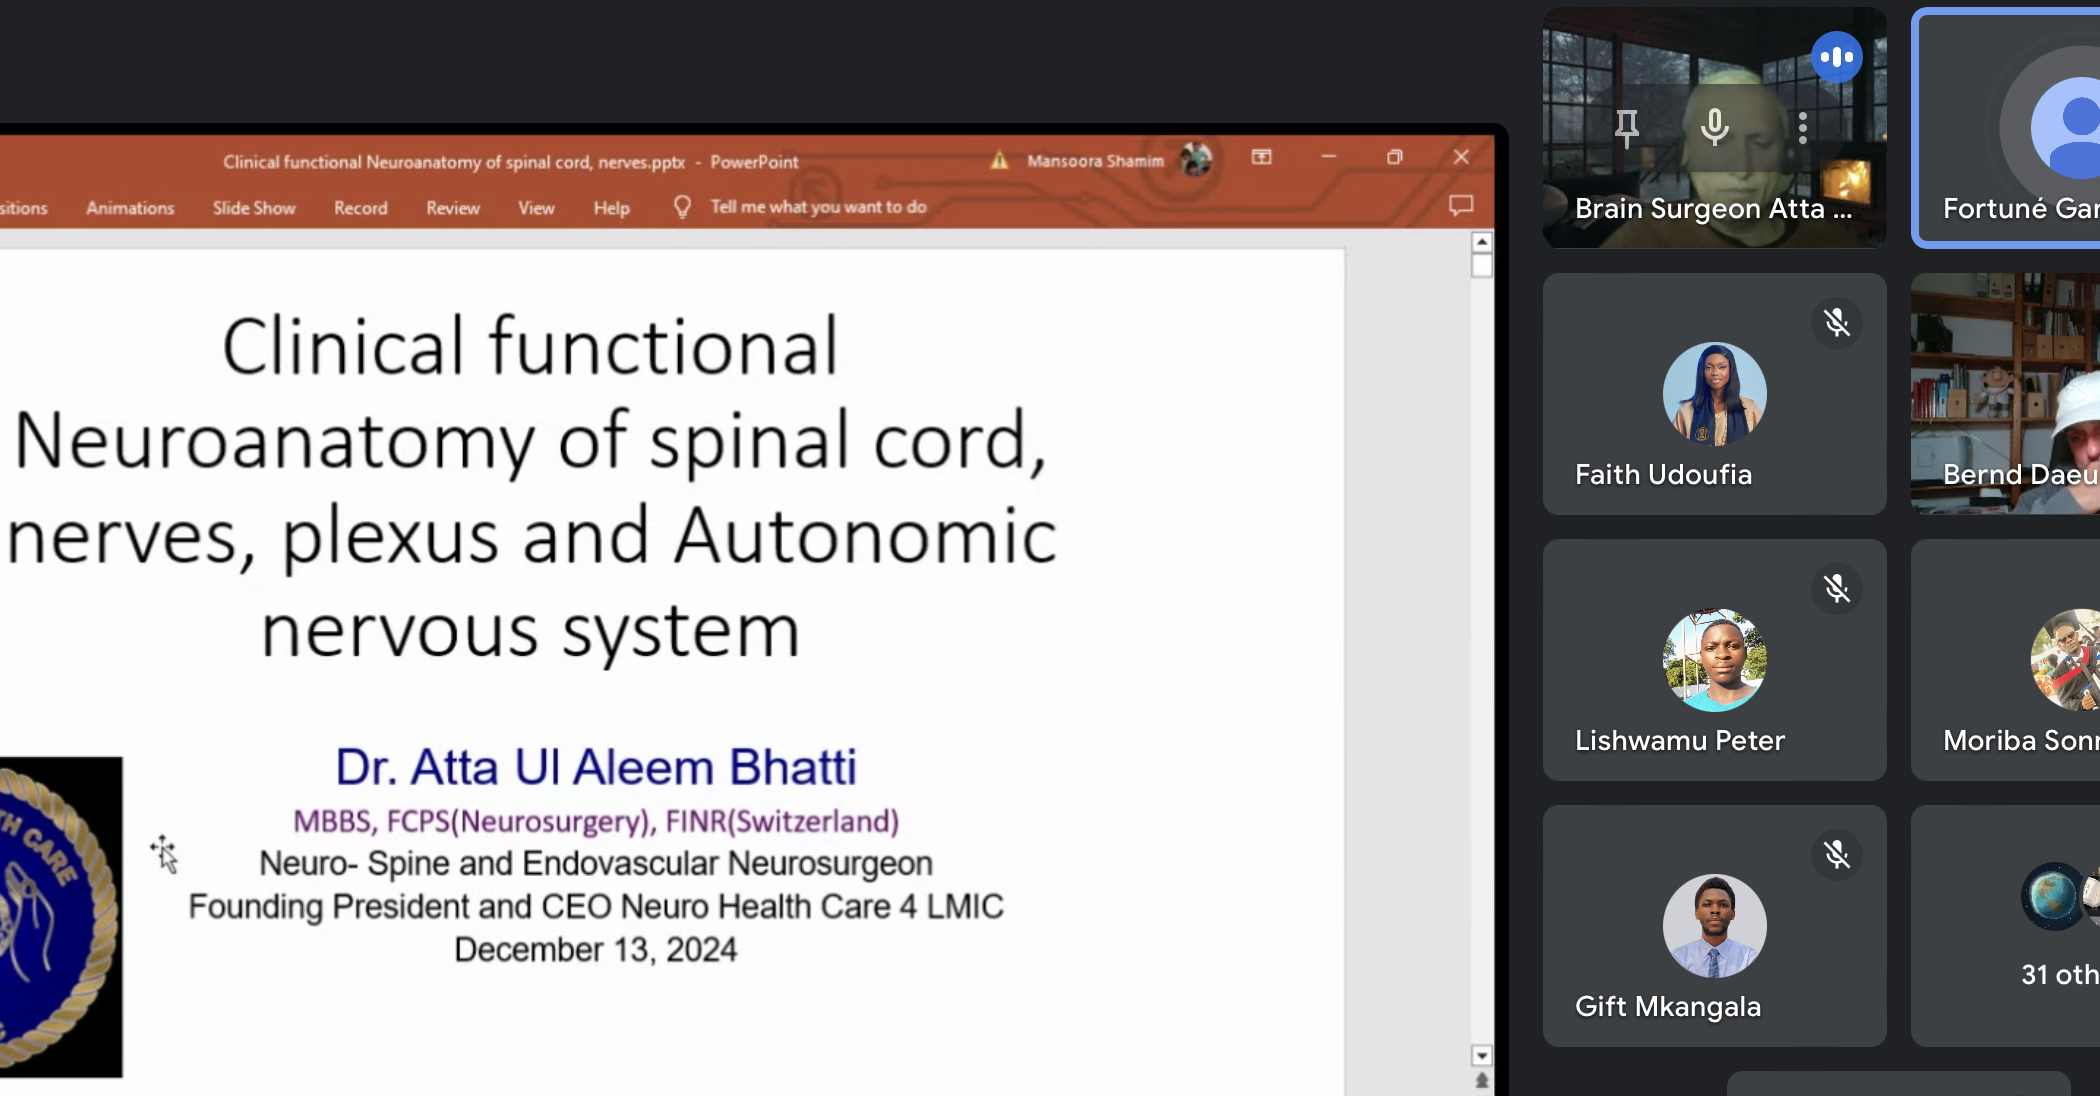 Clinical functional Neuroanatomy of spinal cord, nerves.pptx - PowerPoint
Mansoora Shamim
sitions Animations Slide Show Record Review View Help Tell me what you want to do
Clinical functional
Neuroanatomy of spinal cord,
nerves, plexus and Autonomic
nervous system
Dr. Atta Ul Aleem Bhatti
MBBS, FCPS(Neurosurgery), FINR(Switzerland)
Neuro- Spine and Endovascular Neurosurgeon
Founding President and CEO Neuro Health Care 4 LMIC
December 13, 2024
TH CARE
Brain Surgeon Atta ...
Fortuné Gar
Faith Udoufia
Bernd Daeu
Lishwamu Peter
Moriba Sonn
Gift Mkangala
31 oth